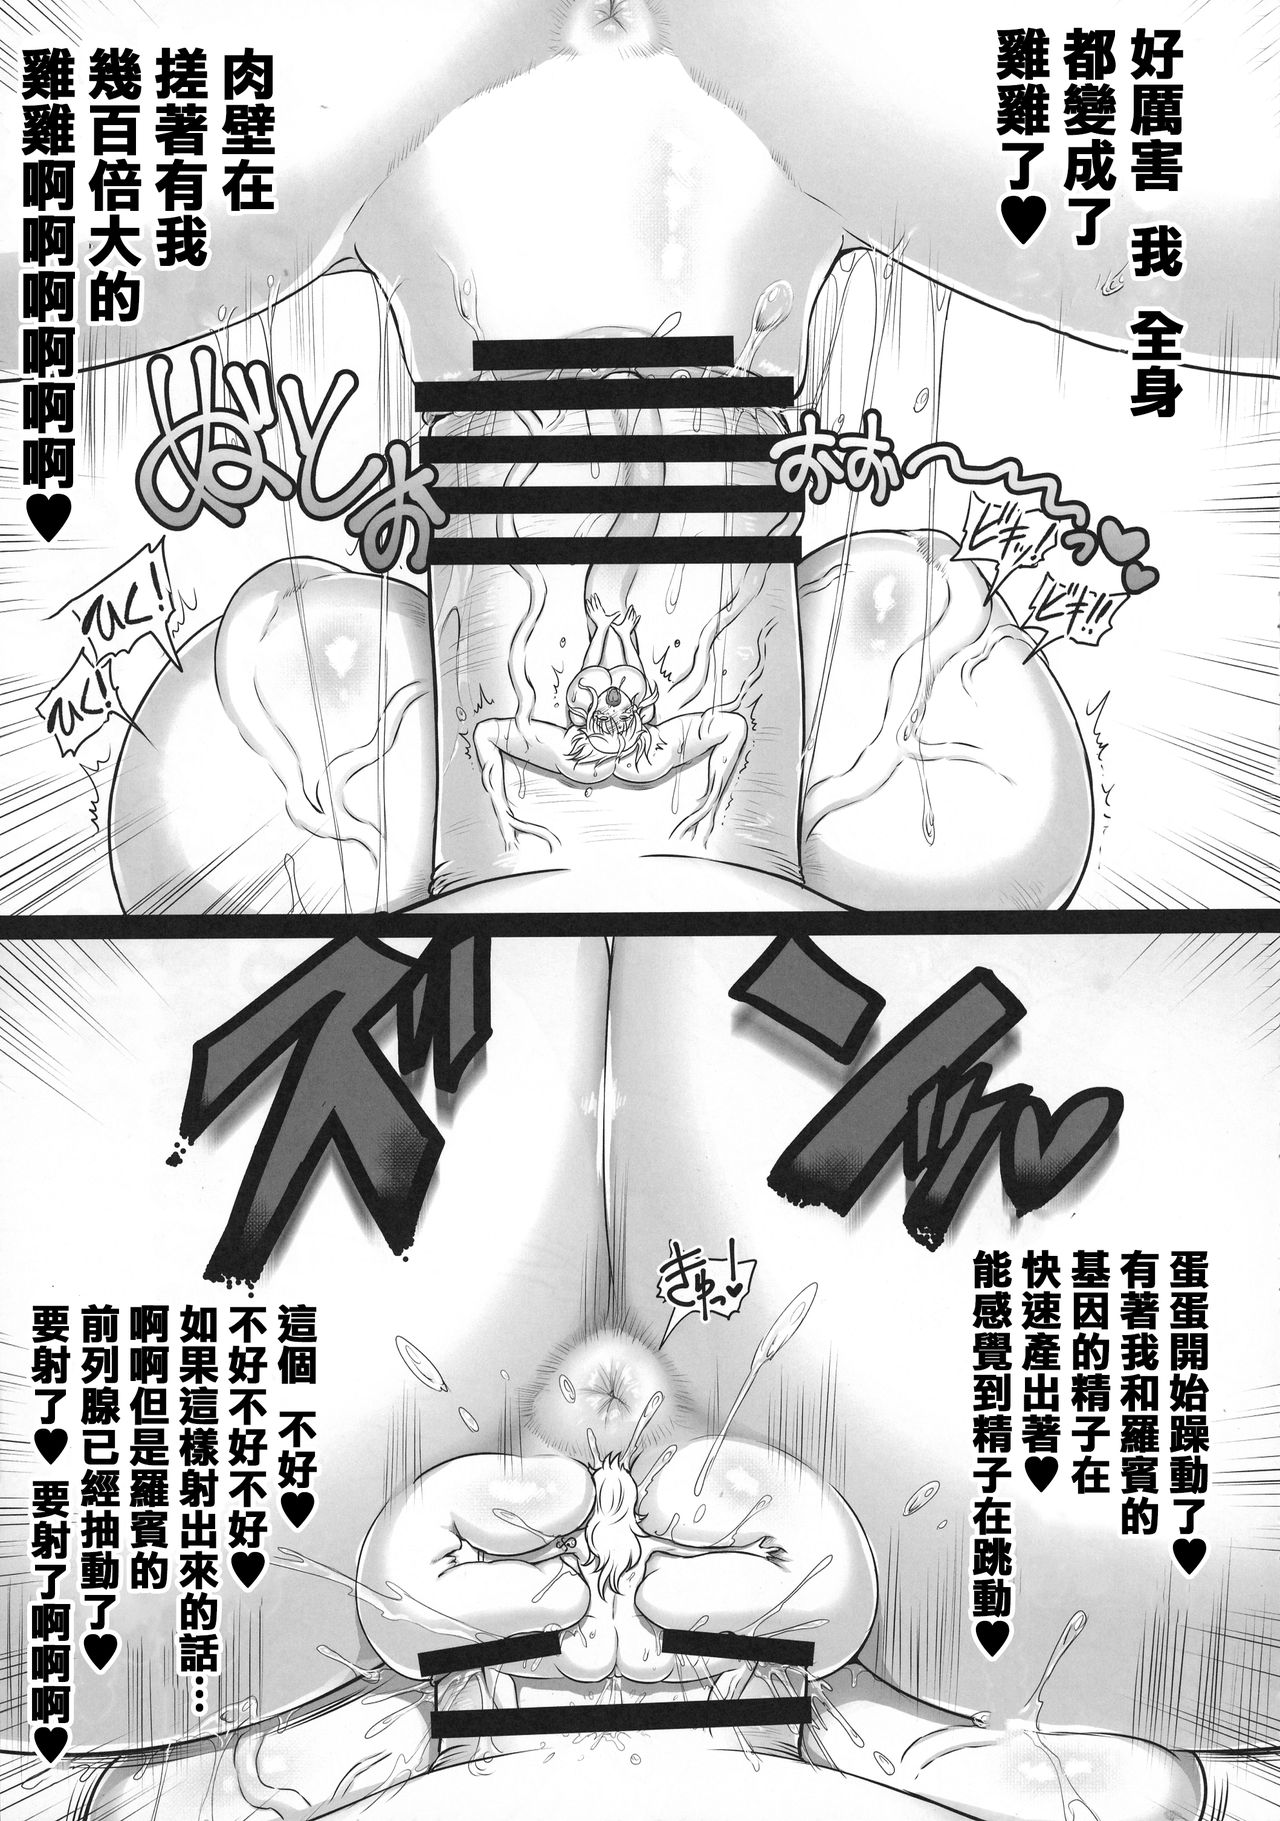 好厲害 我 全身
都變成了
雞雞了♥
肉壁在
搓著有我
幾百倍大的
雞雞啊啊啊啊啊啊♥
ビキッ!
ビキ!!
おお〜〜っ♥♥
おと゛ぬお
ひく!
ひく!
ズンッ♥
きゅっ♥!
蛋蛋開始躁動了♥
有著我和羅賓的
基因的精子在
快速產出著♥
能感覺到精子在跳動♥
這個 不好♥
不好不好不好♥
如果這樣射出來的話…
啊啊但是羅賓的
前列腺已經抽動了♥
要射了♥ 要射了啊啊啊♥